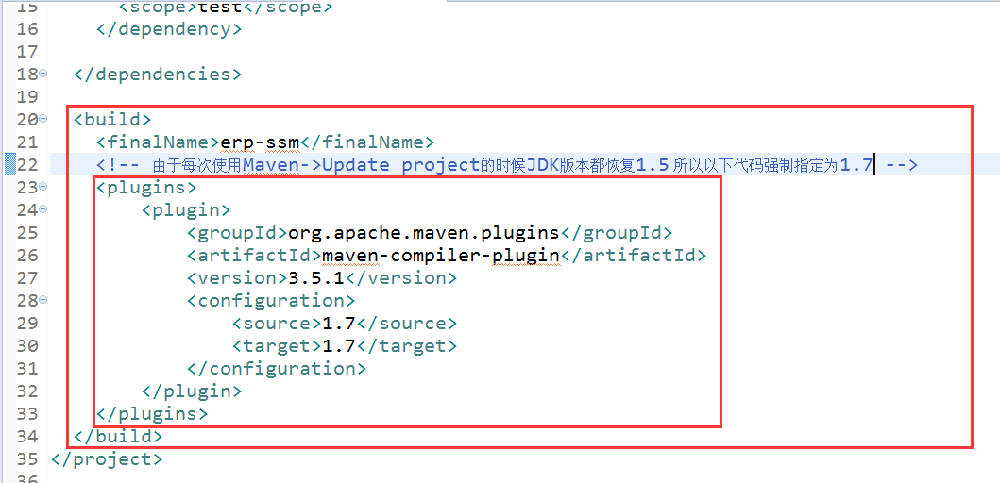 15 <scope>test</scope>
16 </dependency>
17
18 </dependencies>
19
20 <build>
21 <finalName>erp-ssm</finalName>
22 <!-- 由于每次使用Maven->Update project的时候JDK版本都恢复1.5 所以以下代码强制指定为1.7 -->
23 <plugins>
24 <plugin>
25 <groupId>org.apache.maven.plugins</groupId>
26 <artifactId>maven-compiler-plugin</artifactId>
27 <version>3.5.1</version>
28 <configuration>
29 <source>1.7</source>
30 <target>1.7</target>
31 </configuration>
32 </plugin>
33 </plugins>
34 </build>
35 </project>
36